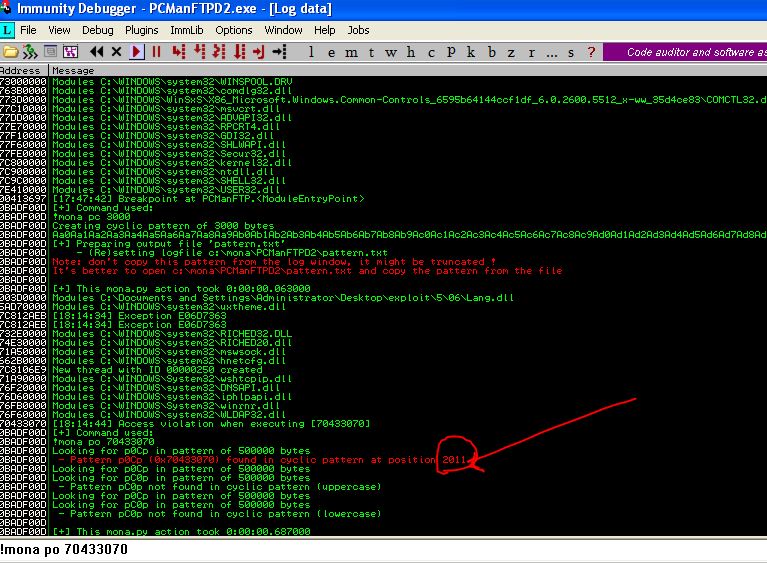 Immunity Debugger - PCManFTPD2.exe - [Log data]
L File View Debug Plugins ImmLib Options Window Help Jobs
l e m t w h c P k b z r ... s ? Code auditor and software as
Address Message
73000000 Modules C:\WINDOWS\system32\WINSPOOL.DRV
763B0000 Modules C:\WINDOWS\system32\comdlg32.dll
773D0000 Modules C:\WINDOWS\WinSxS\X86_Microsoft.Windows.Common-Controls_6595b64144ccf1df_6.0.2600.5512_x-ww_35d4ce83\COMCTL32.d
77C10000 Modules C:\WINDOWS\system32\msvcrt.dll
77DD0000 Modules C:\WINDOWS\system32\ADVAPI32.dll
77E70000 Modules C:\WINDOWS\system32\RPCRT4.dll
77F10000 Modules C:\WINDOWS\system32\GDI32.dll
77F60000 Modules C:\WINDOWS\system32\SHLWAPI.dll
77FE0000 Modules C:\WINDOWS\system32\Secur32.dll
7C800000 Modules C:\WINDOWS\system32\kernel32.dll
7C900000 Modules C:\WINDOWS\system32\ntdll.dll
7C9C0000 Modules C:\WINDOWS\system32\SHELL32.dll
7E410000 Modules C:\WINDOWS\system32\USER32.dll
00413697 [17:47:42] Breakpoint at PCManFTP.<ModuleEntryPoint>
0BADF00D [+] Command used:
0BADF00D !mona pc 3000
0BADF00D Creating cyclic pattern of 3000 bytes
0BADF00D Aa0Aa1Aa2Aa3Aa4Aa5Aa6Aa7Aa8Aa9Ab0Ab1Ab2Ab3Ab4Ab5Ab6Ab7Ab8Ab9Ac0Ac1Ac2Ac3Ac4Ac5Ac6Ac7Ac8Ac9Ad0Ad1Ad2Ad3Ad4Ad5Ad6Ad7Ad8Ad
0BADF00D [+] Preparing output file 'pattern.txt'
0BADF00D - (Re)setting logfile c:\mona\PCManFTPD2\pattern.txt
0BADF00D Note: don't copy this pattern from the log window, it might be truncated !
0BADF00D It's better to open c:\mona\PCManFTPD2\pattern.txt and copy the pattern from the file
0BADF00D
0BADF00D [+] This mona.py action took 0:00:00.063000
003D0000 Modules C:\Documents and Settings\Administrator\Desktop\exploit\5\06\Lang.dll
5AD70000 Modules C:\WINDOWS\system32\uxtheme.dll
7C812AEB [18:14:34] Exception E06D7363
7C812AEB [18:14:34] Exception E06D7363
732E0000 Modules C:\WINDOWS\system32\RICHED32.DLL
74E30000 Modules C:\WINDOWS\system32\RICHED20.dll
71A50000 Modules C:\WINDOWS\system32\mswsock.dll
662B0000 Modules C:\WINDOWS\system32\hnetcfg.dll
7C8106E9 New thread with ID 00000250 created
71A90000 Modules C:\WINDOWS\system32\wshtcpip.dll
76F20000 Modules C:\WINDOWS\system32\DNSAPI.dll
76D60000 Modules C:\WINDOWS\system32\iphlpapi.dll
76FB0000 Modules C:\WINDOWS\system32\winrnr.dll
76F60000 Modules C:\WINDOWS\system32\WLDAP32.dll
70433070 [18:14:44] Access violation when executing [70433070]
0BADF00D [+] Command used:
0BADF00D !mona po 70433070
0BADF00D Looking for p0Cp in pattern of 500000 bytes
0BADF00D - Pattern p0Cp (0x70433070) found in cyclic pattern at position 2011
0BADF00D Looking for p0Cp in pattern of 500000 bytes
0BADF00D Looking for pC0p in pattern of 500000 bytes
0BADF00D - Pattern pC0p not found in cyclic pattern (uppercase)
0BADF00D Looking for p0Cp in pattern of 500000 bytes
0BADF00D Looking for pC0p in pattern of 500000 bytes
0BADF00D - Pattern pC0p not found in cyclic pattern (lowercase)
0BADF00D
0BADF00D [+] This mona.py action took 0:00:00.687000
!mona po 70433070